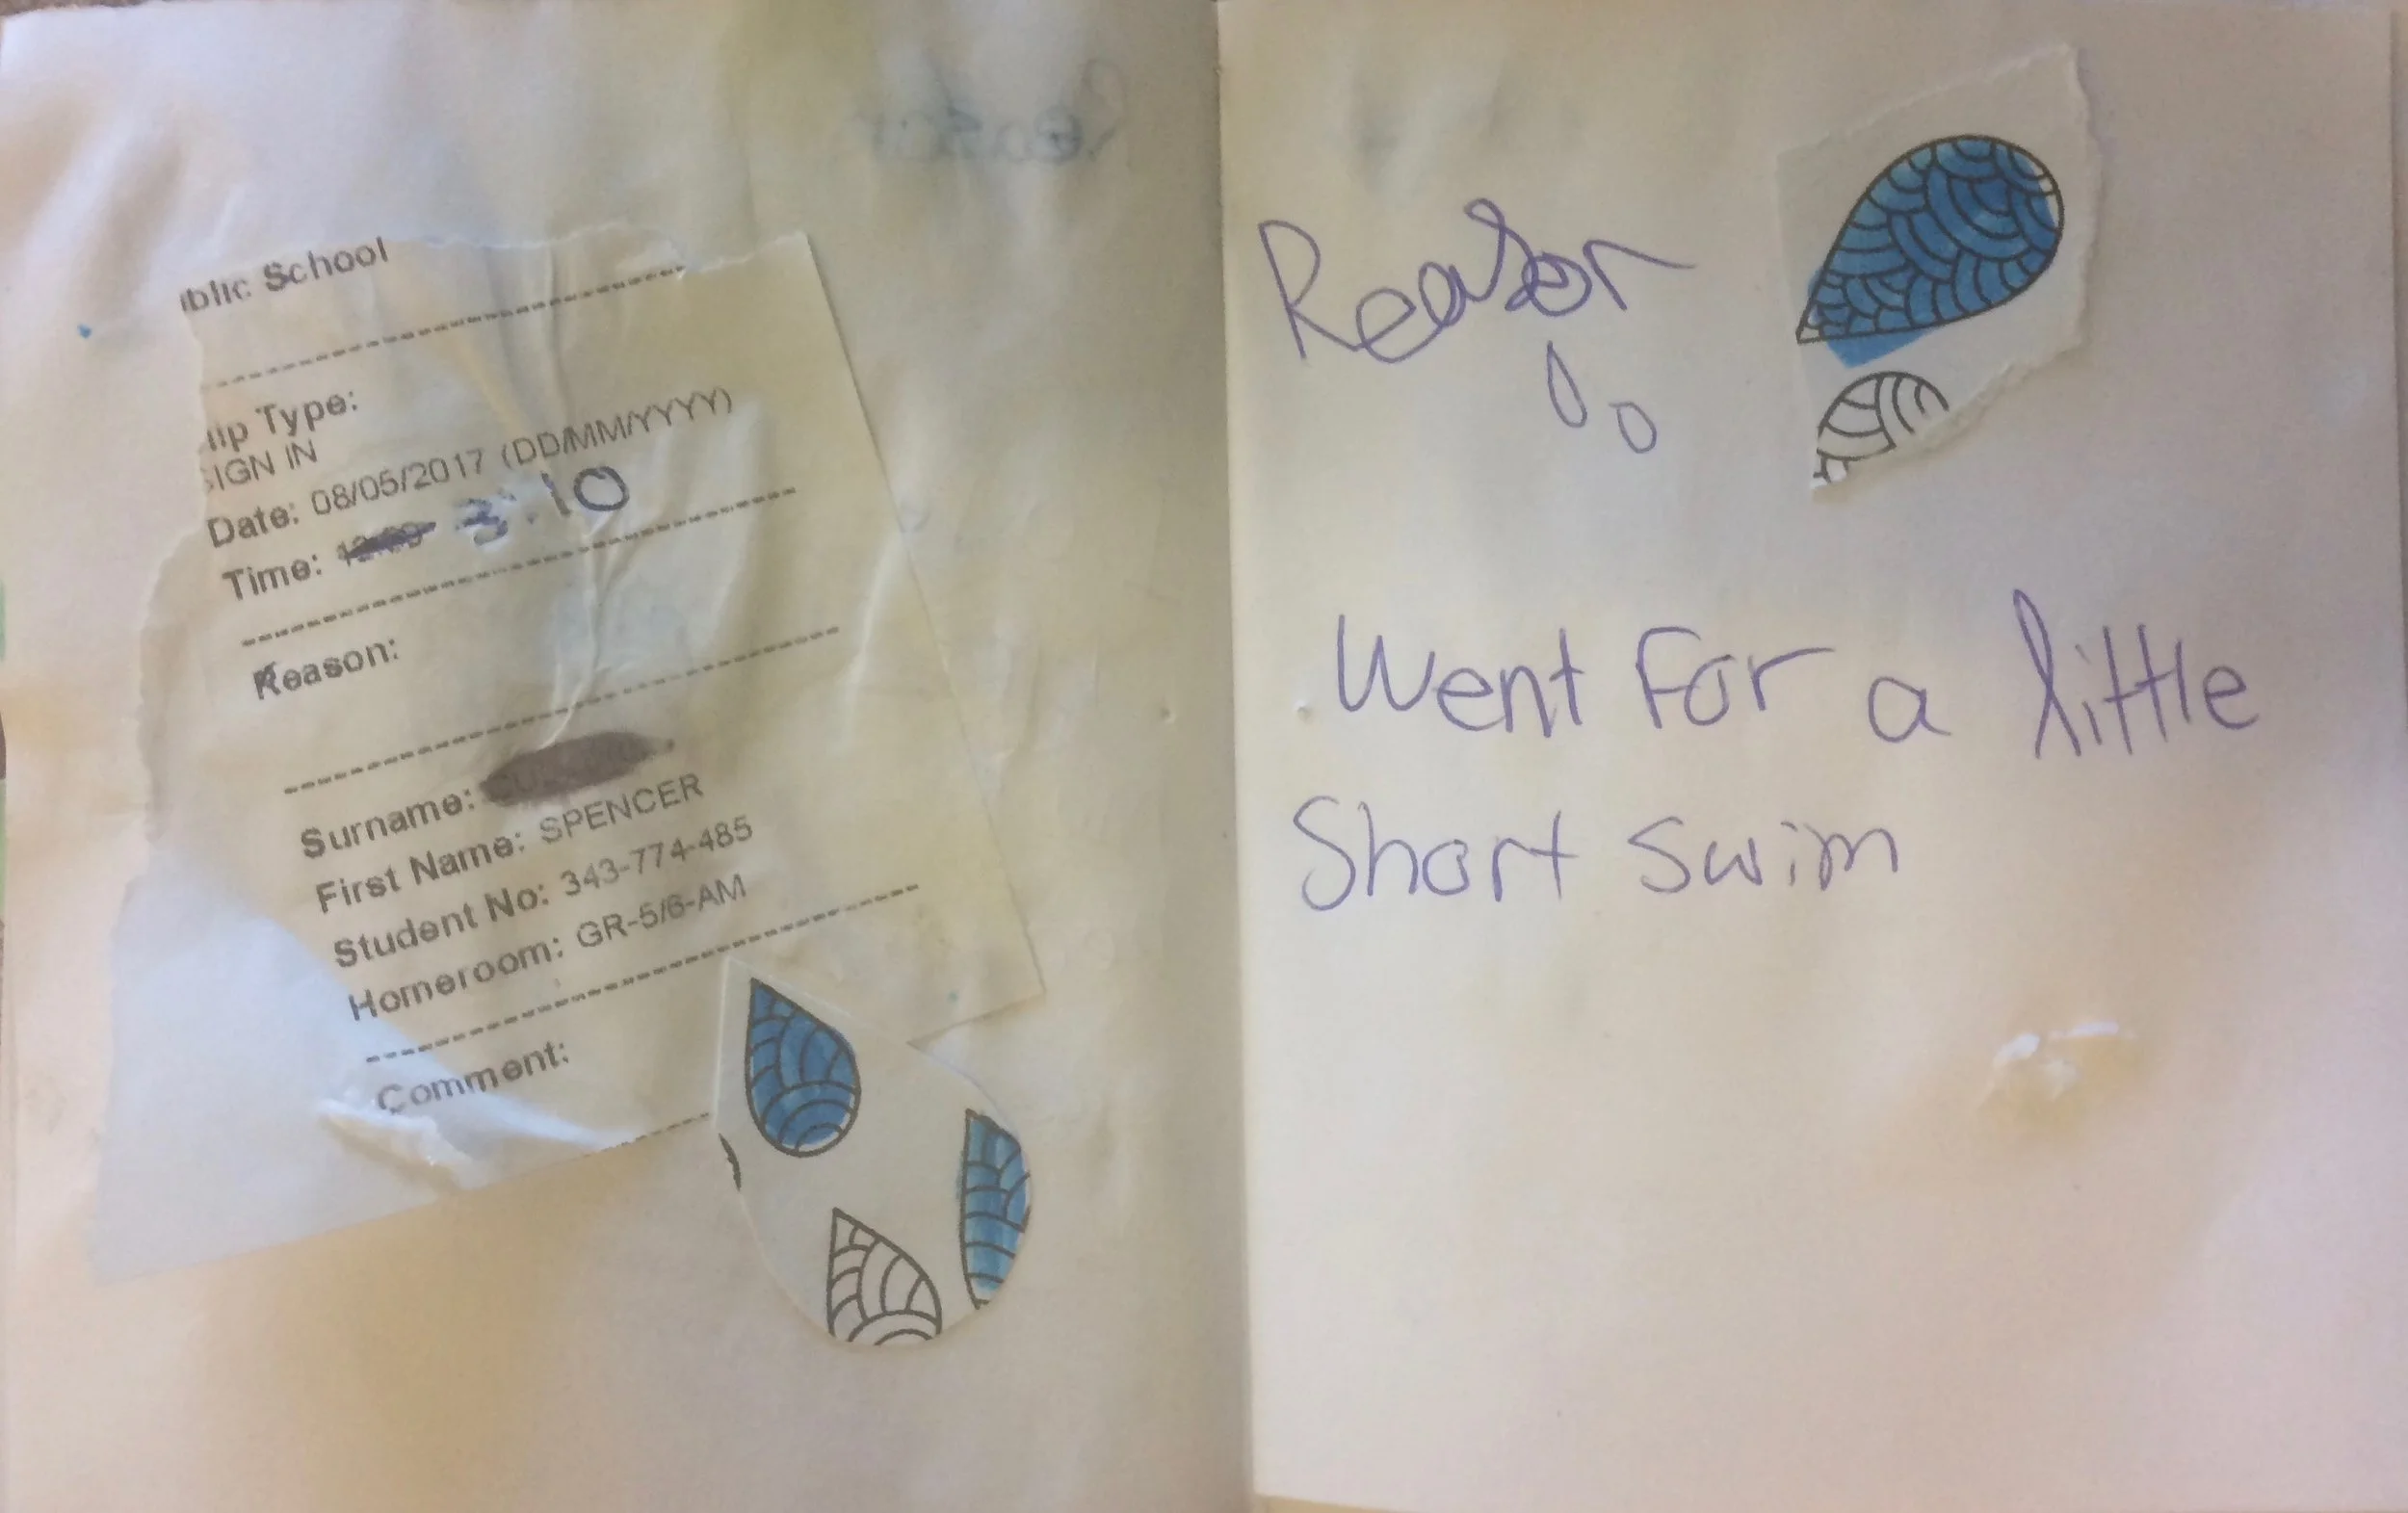 Reason
iblic School
lip Type:
SIGN IN
Date: 08/05/2017 (DD/MM/YYYY)
Time: 3:10
Reason:
Surname:
First Name: SPENCER
Student No: 343-774-485
Homeroom: GR-5/6-AM
Comment:
Reason
Went For a little
Short Swim